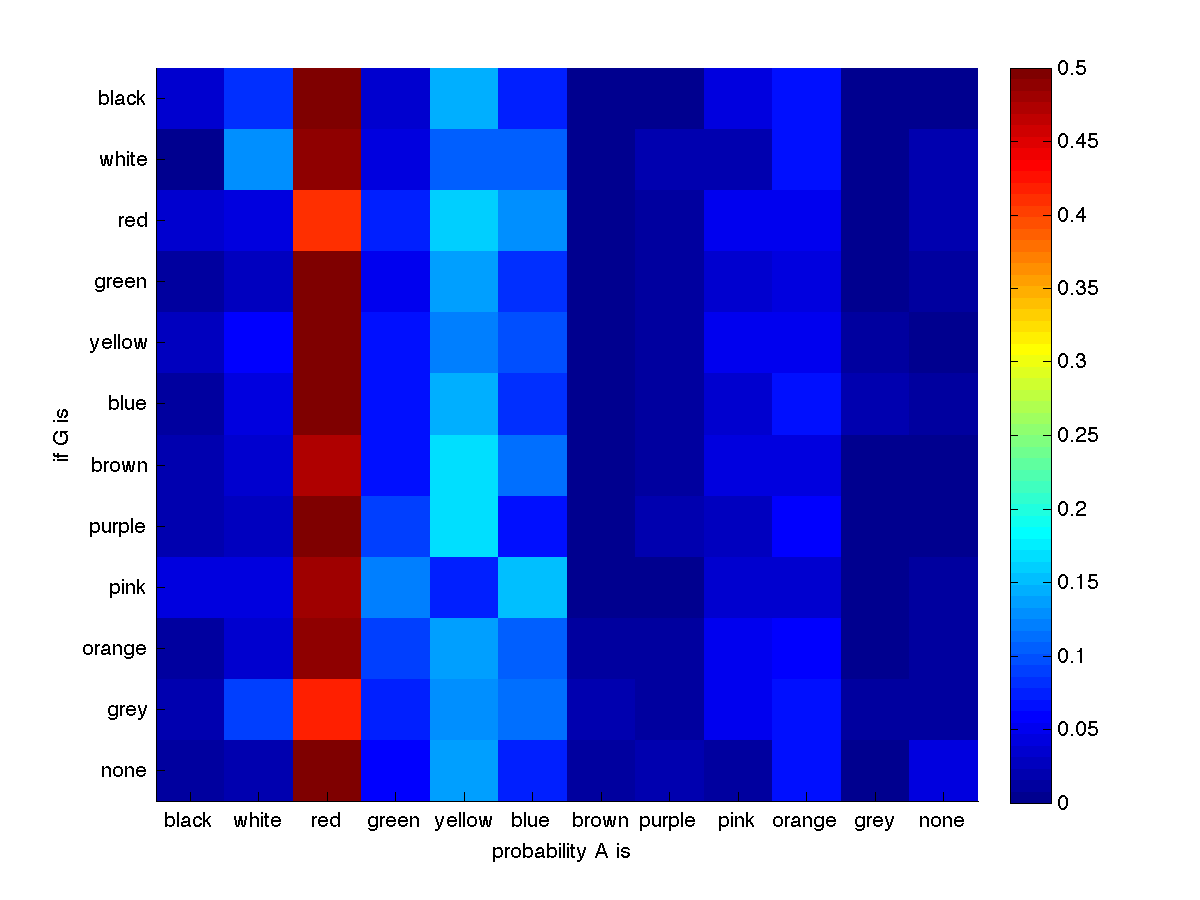 if G is
black
white
red
green
yellow
blue
brown
purple
pink
orange
grey
none
black white red green yellow blue brown purple pink orange grey none
probability A is
0.5
0.45
0.4
0.35
0.3
0.25
0.2
0.15
0.1
0.05
0